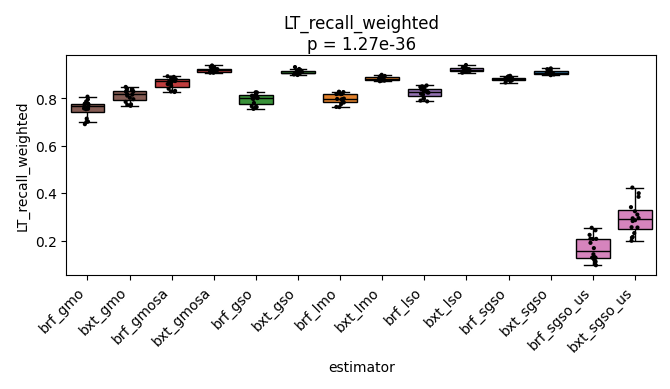 LT_recall_weighted
p = 1.27e-36
LT_recall_weighted
0.8
0.6
0.4
0.2
brf_gmo
bxt_gmo
brf_gmosa
bxt_gmosa
brf_gso
bxt_gso
brf_lmo
bxt_lmo
brf_lso
bxt_lso
brf_sgso
bxt_sgso
brf_sgso_us
bxt_sgso_us
estimator